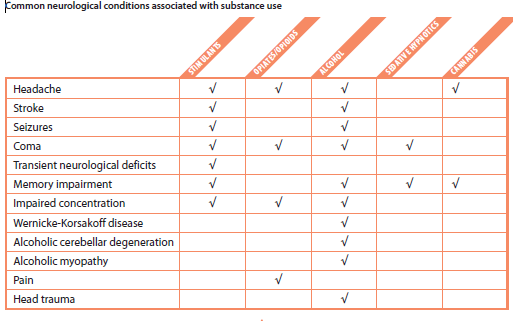 Common neurological conditions associated with substance use
STIMULANTS OPIATES/OPIOIDS ALCOHOL SEDATIVE HYPNOTICS CANNABIS
Headache √ √ √ √
Stroke √ √
Seizures √ √
Coma √ √ √ √
Transient neurological deficits √
Memory impairment √ √ √ √
Impaired concentration √ √ √
Wernicke-Korsakoff disease √
Alcoholic cerebellar degeneration √
Alcoholic myopathy √
Pain √
Head trauma √